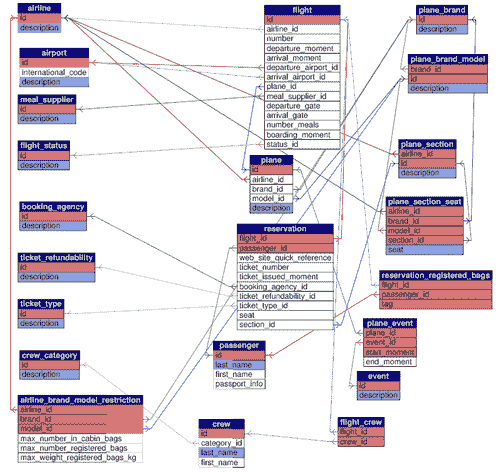 airline
id
description
airport
id
international_code
description
meal_supplier
id
description
flight_status
id
description
booking_agency
id
description
ticket_refundability
id
description
ticket_type
id
description
crew_category
id
description
airline_brand_model_restriction
airline_id
brand_id
model_id
max_number_in_cabin_bags
max_number_registered_bags
max_weight_registered_bags_kg
flight
id
airline_id
number
departure_moment
arrival_moment
departure_airport_id
arrival_airport_id
plane_id
meal_supplier_id
departure_gate
arrival_gate
number_meals
boarding_moment
status_id
plane
id
airline_id
brand_id
model_id
description
reservation
flight_id
passenger_id
web_site_quick_reference
ticket_number
ticket_issued_moment
booking_agency_id
ticket_refundability_id
ticket_type_id
seat
section_id
passenger
id
last_name
first_name
passport_info
crew
id
category_id
last_name
first_name
plane_brand
id
description
plane_brand_model
brand_id
id
description
plane_section
airline_id
id
description
plane_section_seat
airline_id
brand_id
model_id
section_id
seat
reservation_registered_bags
flight_id
passenger_id
tag
plane_event
plane_id
event_id
start_moment
end_moment
event
id
description
flight_crew
flight_id
crew_id